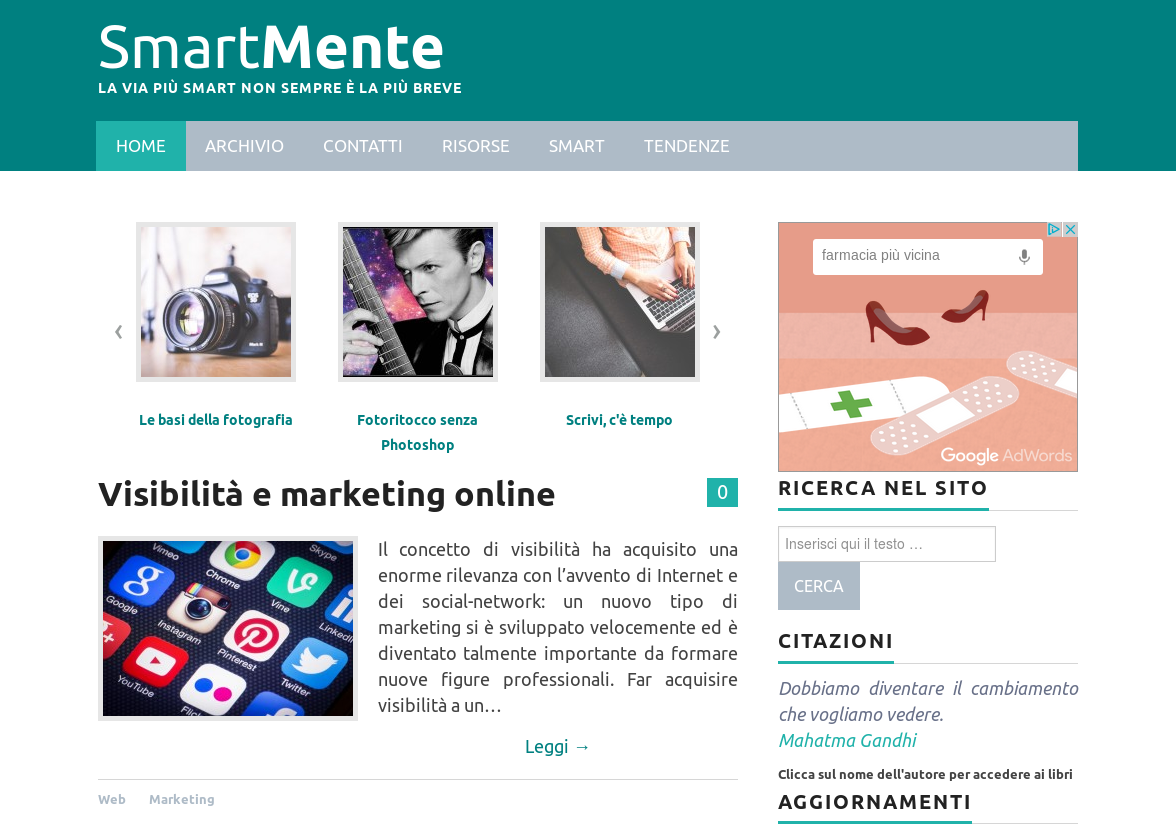 SmartMente
LA VIA PIÙ SMART NON SEMPRE È LA PIÙ BREVE
HOME ARCHIVIO CONTATTI RISORSE SMART TENDENZE
‹
›
Le basi della fotografia
Fotoritocco senza
Photoshop
Scrivi, c'è tempo
Visibilità e marketing online
0
Vimeo
Skype
Chrome
Google
Vine
Instagram
LinkedIn
Pinterest
YouTube
Twitter
Flic
Il concetto di visibilità ha acquisito una
enorme rilevanza con l’avvento di Internet e
dei social-network: un nuovo tipo di
marketing si è sviluppato velocemente ed è
diventato talmente importante da formare
nuove figure professionali. Far acquisire
visibilità a un…
Leggi →
Web Marketing
farmacia più vicina
Google AdWords
RICERCA NEL SITO
Inserisci qui il testo …
CERCA
CITAZIONI
Dobbiamo diventare il cambiamento
che vogliamo vedere.
Mahatma Gandhi
Clicca sul nome dell'autore per accedere ai libri
AGGIORNAMENTI